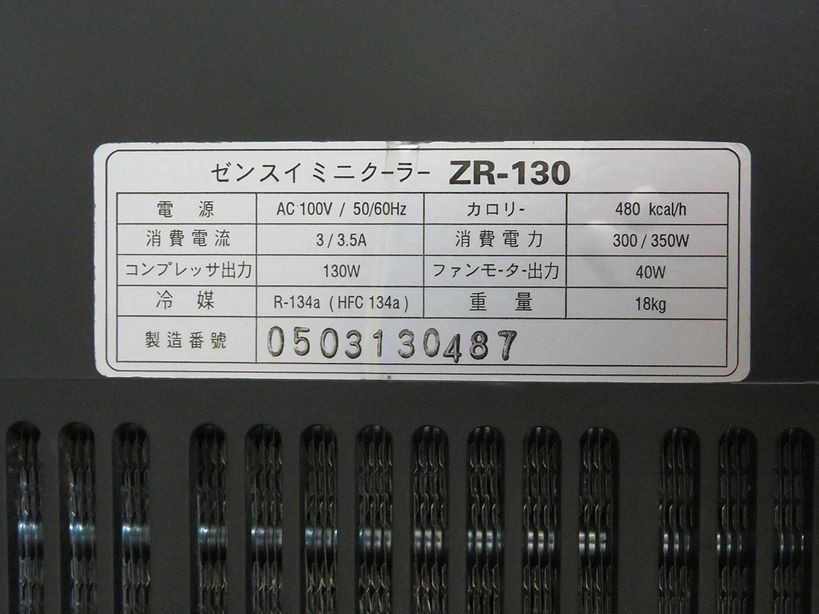 ゼンスイミニクーラー ZR-130
電源 AC 100V / 50/60Hz カロリー 480 kcal/h
消費電流 3 / 3.5A 消費電力 300 / 350W
コンプレッサ出力 130W ファンモーター出力 40W
冷媒 R-134a ( HFC 134a ) 重量 18kg
製造番號 0503130487